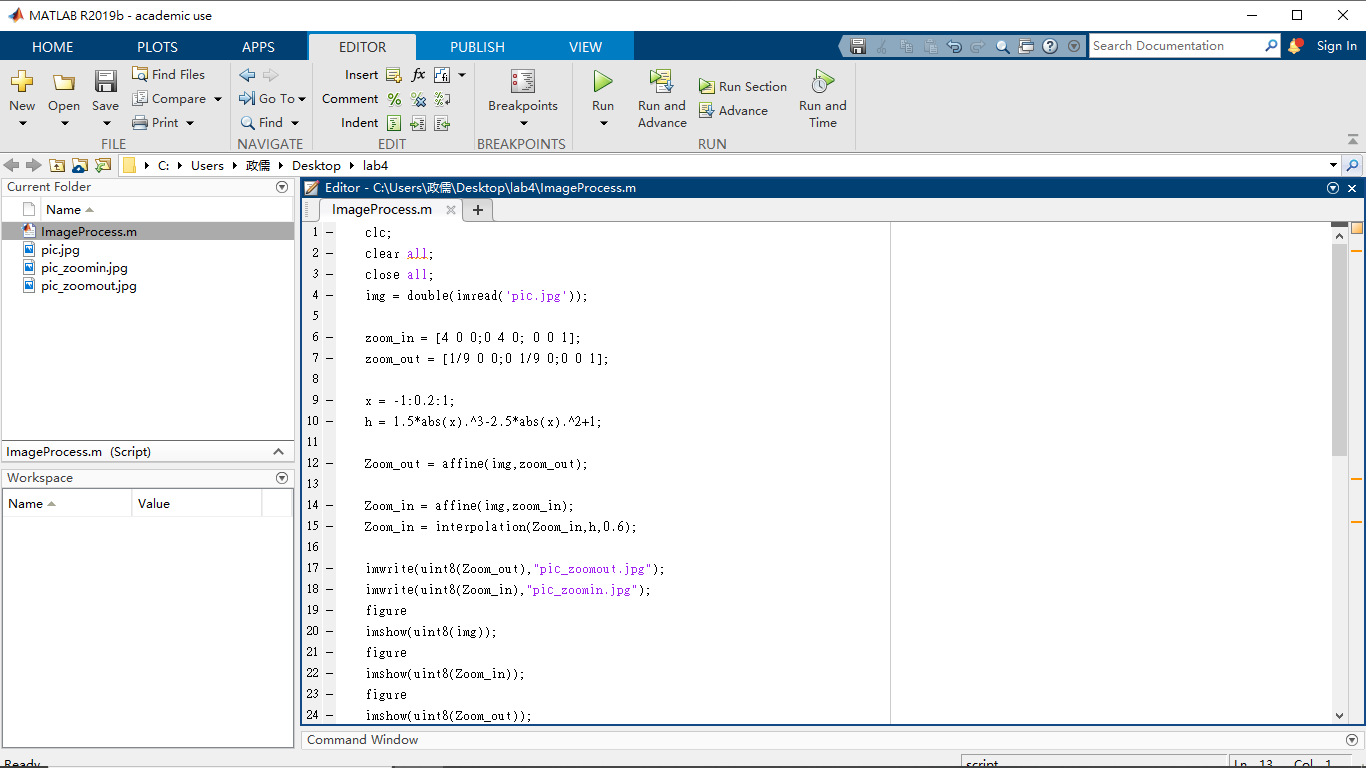 MATLAB R2019b - academic use
HOME PLOTS APPS EDITOR PUBLISH VIEW Search Documentation Sign In
New Open Save Find Files Compare Print
FILE
Go To Find
NAVIGATE
Insert fx
Comment
Indent
EDIT
Breakpoints
BREAKPOINTS
Run Run and Advance Run Section Advance Run and Time
RUN
C: Users 政儒 Desktop lab4
Current Folder
Name
ImageProcess.m
pic.jpg
pic_zoomin.jpg
pic_zoomout.jpg
ImageProcess.m (Script)
Workspace
Name Value
Editor - C:\Users\政儒\Desktop\lab4\ImageProcess.m
ImageProcess.m
1 – clc;
2 – clear all;
3 – close all;
4 – img = double(imread('pic.jpg'));
5
6 – zoom_in = [4 0 0;0 4 0; 0 0 1];
7 – zoom_out = [1/9 0 0;0 1/9 0;0 0 1];
8
9 – x = -1:0.2:1;
10 – h = 1.5*abs(x).^3-2.5*abs(x).^2+1;
11
12 – Zoom_out = affine(img,zoom_out);
13
14 – Zoom_in = affine(img,zoom_in);
15 – Zoom_in = interpolation(Zoom_in,h,0.6);
16
17 – imwrite(uint8(Zoom_out),"pic_zoomout.jpg");
18 – imwrite(uint8(Zoom_in),"pic_zoomin.jpg");
19 – figure
20 – imshow(uint8(img));
21 – figure
22 – imshow(uint8(Zoom_in));
23 – figure
24 – imshow(uint8(Zoom_out));
Command Window
Ready script Ln 13 Col 1